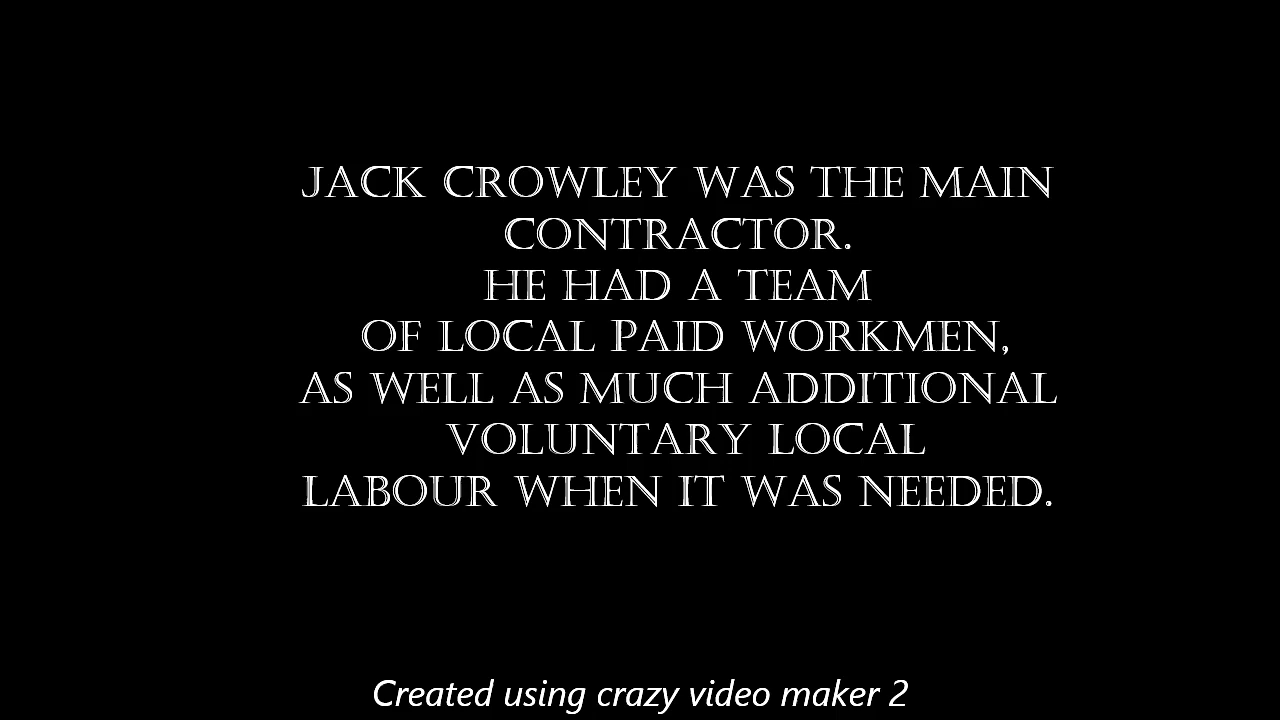 JACK CROWLEY WAS THE MAIN
CONTRACTOR.
HE HAD A TEAM
OF LOCAL PAID WORKMEN,
AS WELL AS MUCH ADDITIONAL
VOLUNTARY LOCAL
LABOUR WHEN IT WAS NEEDED.
Created using crazy video maker 2